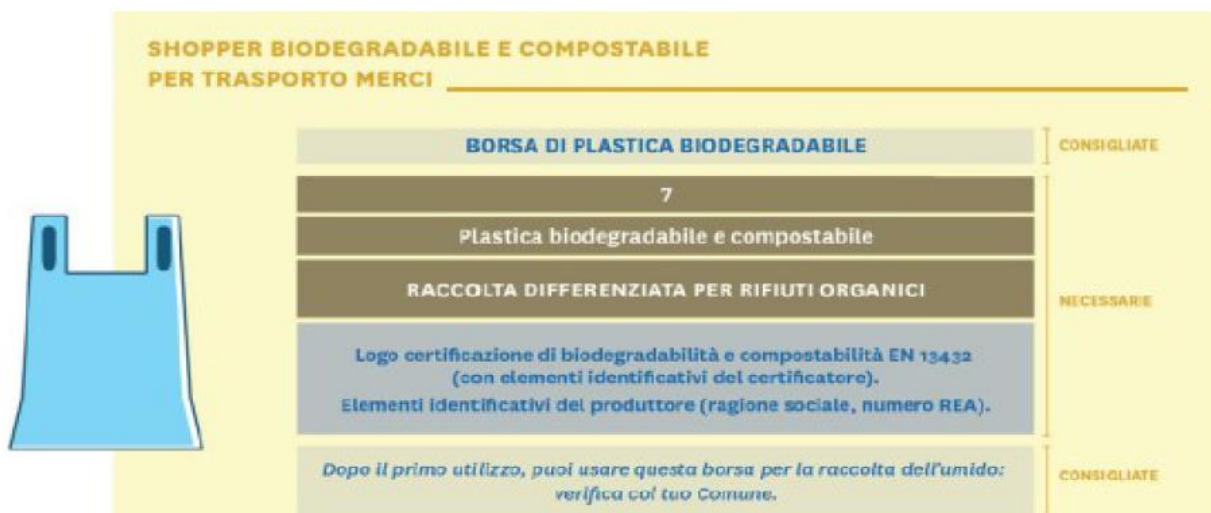 SHOPPER BIODEGRADABILE E COMPOSTABILE
PER TRASPORTO MERCI
BORSA DI PLASTICA BIODEGRADABILE
CONSIGLIATE
7
Plastica biodegradabile e compostabile
RACCOLTA DIFFERENZIATA PER RIFIUTI ORGANICI
NECESSARIE
Logo certificazione di biodegradabilità e compostabilità EN 13432
(con elementi identificativi del certificatore).
Elementi identificativi del produttore (ragione sociale, numero REA).
Dopo il primo utilizzo, puoi usare questa borsa per la raccolta dell'umido:
verifica col tuo Comune.
CONSIGLIATE